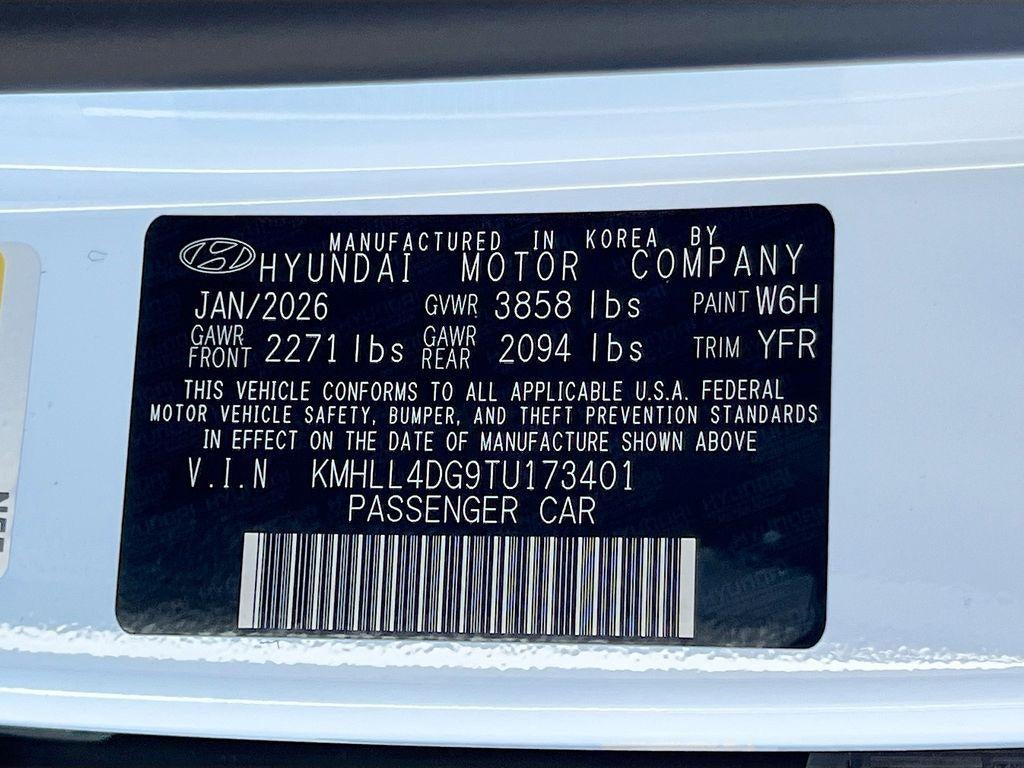 MANUFACTURED IN KOREA BY
HYUNDAI MOTOR COMPANY
JAN/2026 GVWR 3858 lbs PAINT W6H
GAWR FRONT 2271 lbs GAWR REAR 2094 lbs TRIM YFR
THIS VEHICLE CONFORMS TO ALL APPLICABLE U.S.A. FEDERAL
MOTOR VEHICLE SAFETY, BUMPER, AND THEFT PREVENTION STANDARDS
IN EFFECT ON THE DATE OF MANUFACTURE SHOWN ABOVE
V.I.N KMHLL4DG9TU173401
PASSENGER CAR